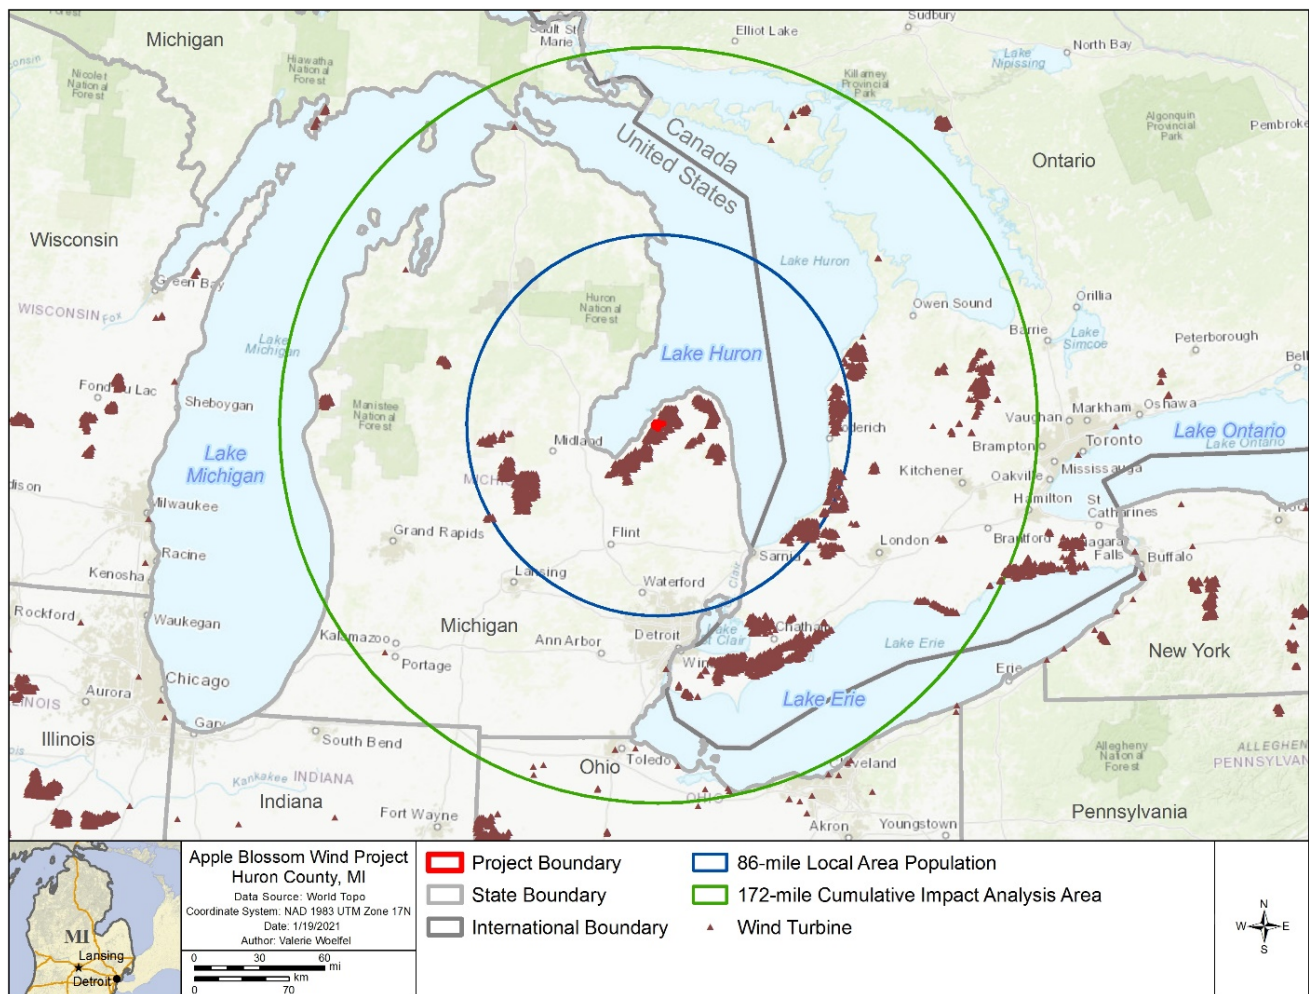 Michigan
Sault Ste
Marie
Elliot Lake
Sudbury
North Bay
Lake
Nipissing
Nicolet
National
Forest
Hiawatha
National
Forest
Killarney
Provincial
Park
Algonquin
Provincial
Park
Pembroke
Canada
United States
Ontario
Wisconsin
Green Bay
WISCONSIN
Fox
Lake Huron
Owen Sound
Orillia
Barrie
Lake
Simcoe
Peterborough
Huron
National
Forest
Lake
Michigan
Lake Huron
Fond du Lac
Sheboygan
Manistee
National
Forest
Midland
Goderich
Vaughan
Markham
Oshawa
Brampton
Toronto
Lake Ontario
Lake Ontario
Lake
Michigan
Kitchener
Oakville
Mississauga
Milwaukee
Hamilton
St
Catharines
Grand Rapids
Flint
Sarnia
London
Brantford
Niagara
Falls
Buffalo
Racine
Kenosha
Lansing
Waterford
Rockford
Waukegan
Kalamazoo
Michigan
Ann Arbor
Detroit
Lake
St Clair
Chatham
Lake Erie
New York
Portage
Chicago
Aurora
Erie
Lake Erie
Gary
South Bend
Illinois
Ohio
Toledo
Cleveland
Allegheny
National
Forest
Kankakee
INDIANA
Indiana
OHIO
Fort Wayne
Akron
Youngstown
Pennsylvania
MI
Lansing
Detroit
Apple Blossom Wind Project
Huron County, MI
Data Source: World Topo
Coordinate System: NAD 1983 UTM Zone 17N
Date: 1/19/2021
Author: Valerie Woelfel
0 30 60
mi
km
0 70
Project Boundary
State Boundary
International Boundary
86-mile Local Area Population
172-mile Cumulative Impact Analysis Area
Wind Turbine
N
W E
S